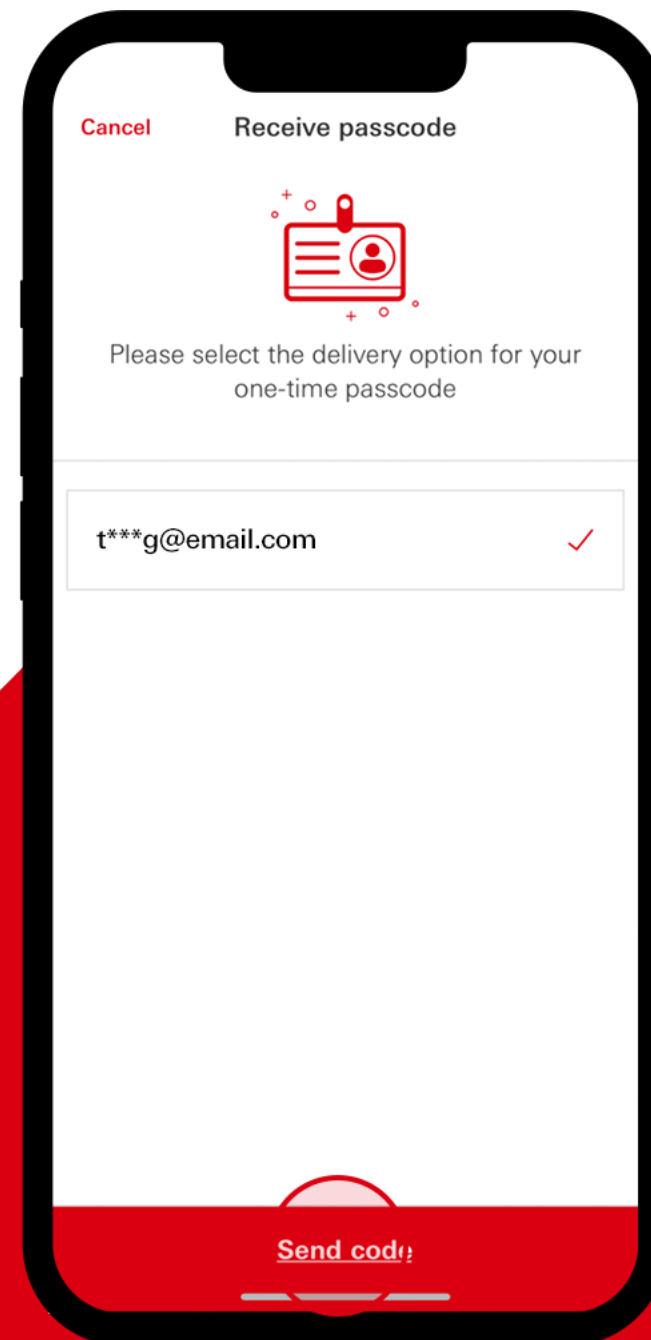 Cancel
Receive passcode
Please select the delivery option for your
one-time passcode
t***g@email.com
Send code